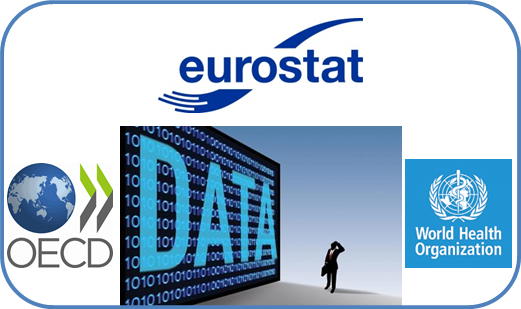 eurostat
DATA
OECD
World Health
Organization